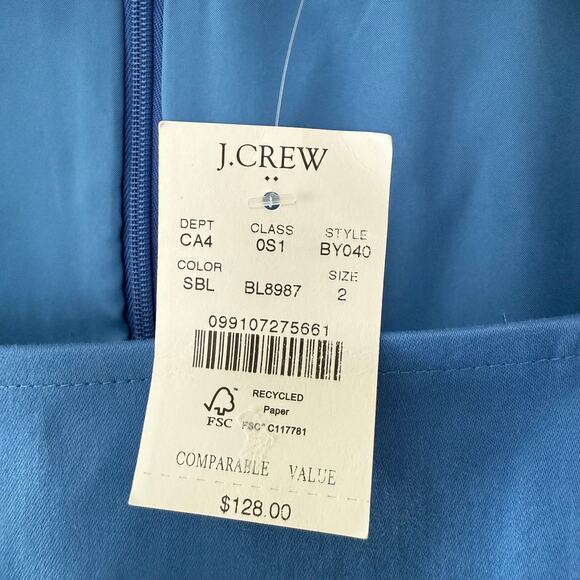 J.CREW
DEPT CLASS STYLE
CA4 0S1 BY040
COLOR SIZE
SBL BL8987 2
099107275661
RECYCLED
Paper
FSC FSC® C117781
COMPARABLE VALUE
$128.00